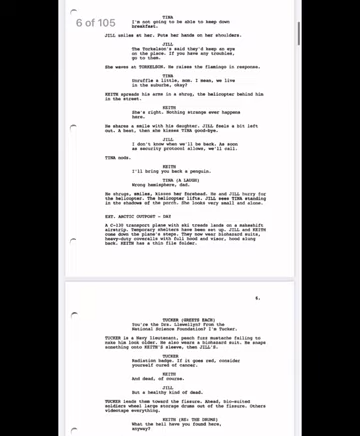 6 of 105
TINA
I'm not going to be able to keep down
breakfast.
JILL smiles at her. Puts her hands on her shoulders.
JILL
The Torkelson's said they'd keep an eye
on the place. If you have any troubles,
go to them.
She waves at TORKELSON. He raises the flamingo in response.
TINA
Unruffle a little, mom. I mean, we live
in the suburbs, okay?
KEITH spreads his arms in a shrug, the helicopter behind him
in the street.
KEITH
She's right. Nothing strange ever happens
here.
He shares a smile with his daughter. JILL feels a bit left
out. A beat, then she kisses TINA good-bye.
JILL
I don't know when we'll be back. As soon
as security protocol allows, we'll call.
TINA nods.
KEITH
I'll bring you back a penguin.
TINA (A LAUGH)
Wrong hemisphere, dad.
He shrugs, smiles, kisses her forehead. He and JILL hurry for
the helicopter. The helicopter lifts. JILL sees TINA standing
in the shadows of the porch. She looks very small and alone.
EXT. ARCTIC OUTPOST - DAY
A C-130 transport plane with ski treads lands on a makeshift
airstrip. Temporary shelters have been set up. JILL and KEITH
come down the plane's steps. They now wear biohazard suits,
heavy-duty coveralls with full hood and visor, hood slung
back. KEITH has a thin file folder.
6.
TUCKER (GREETS EACH)
You're the Drs. Llewellyn? From the
National Science Foundation? I'm Tucker.
TUCKER is a Navy lieutenant, peach fuzz mustache failing to
make him look older. He also wears a biohazard suit. He snaps
something onto KEITH'S sleeve, then JILL'S.
TUCKER
Radiation badge. If it goes red, consider
yourself cured of cancer.
KEITH
And dead, of course.
JILL
But a healthy kind of dead.
TUCKER leads them toward the fissure. Ahead, bio-suited
soldiers wheel large storage drums out of the fissure. Others
videotape everything.
KEITH (RE: THE DRUMS)
What the hell have you found here,
anyway?